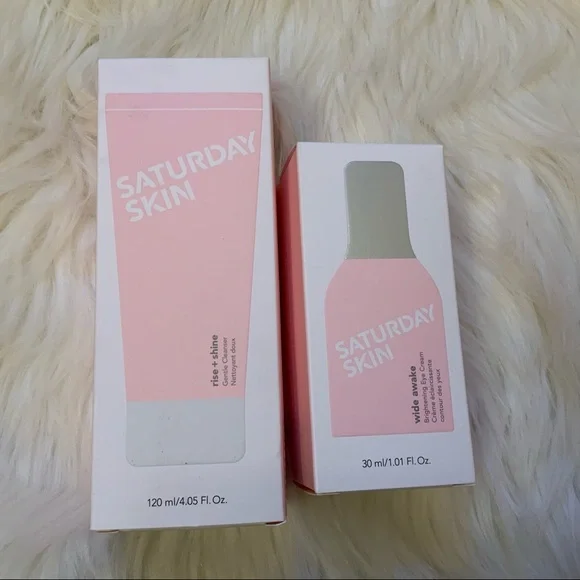 SATURDAY
SKIN
rise + shine
Gentle Cleanser
Nettoyant doux
120 ml/4.05 Fl. Oz.
SATURDAY
SKIN
wide awake
Brightening Eye Cream
Crème éclaircissante
contour des yeux
30 ml/1.01 Fl. Oz.